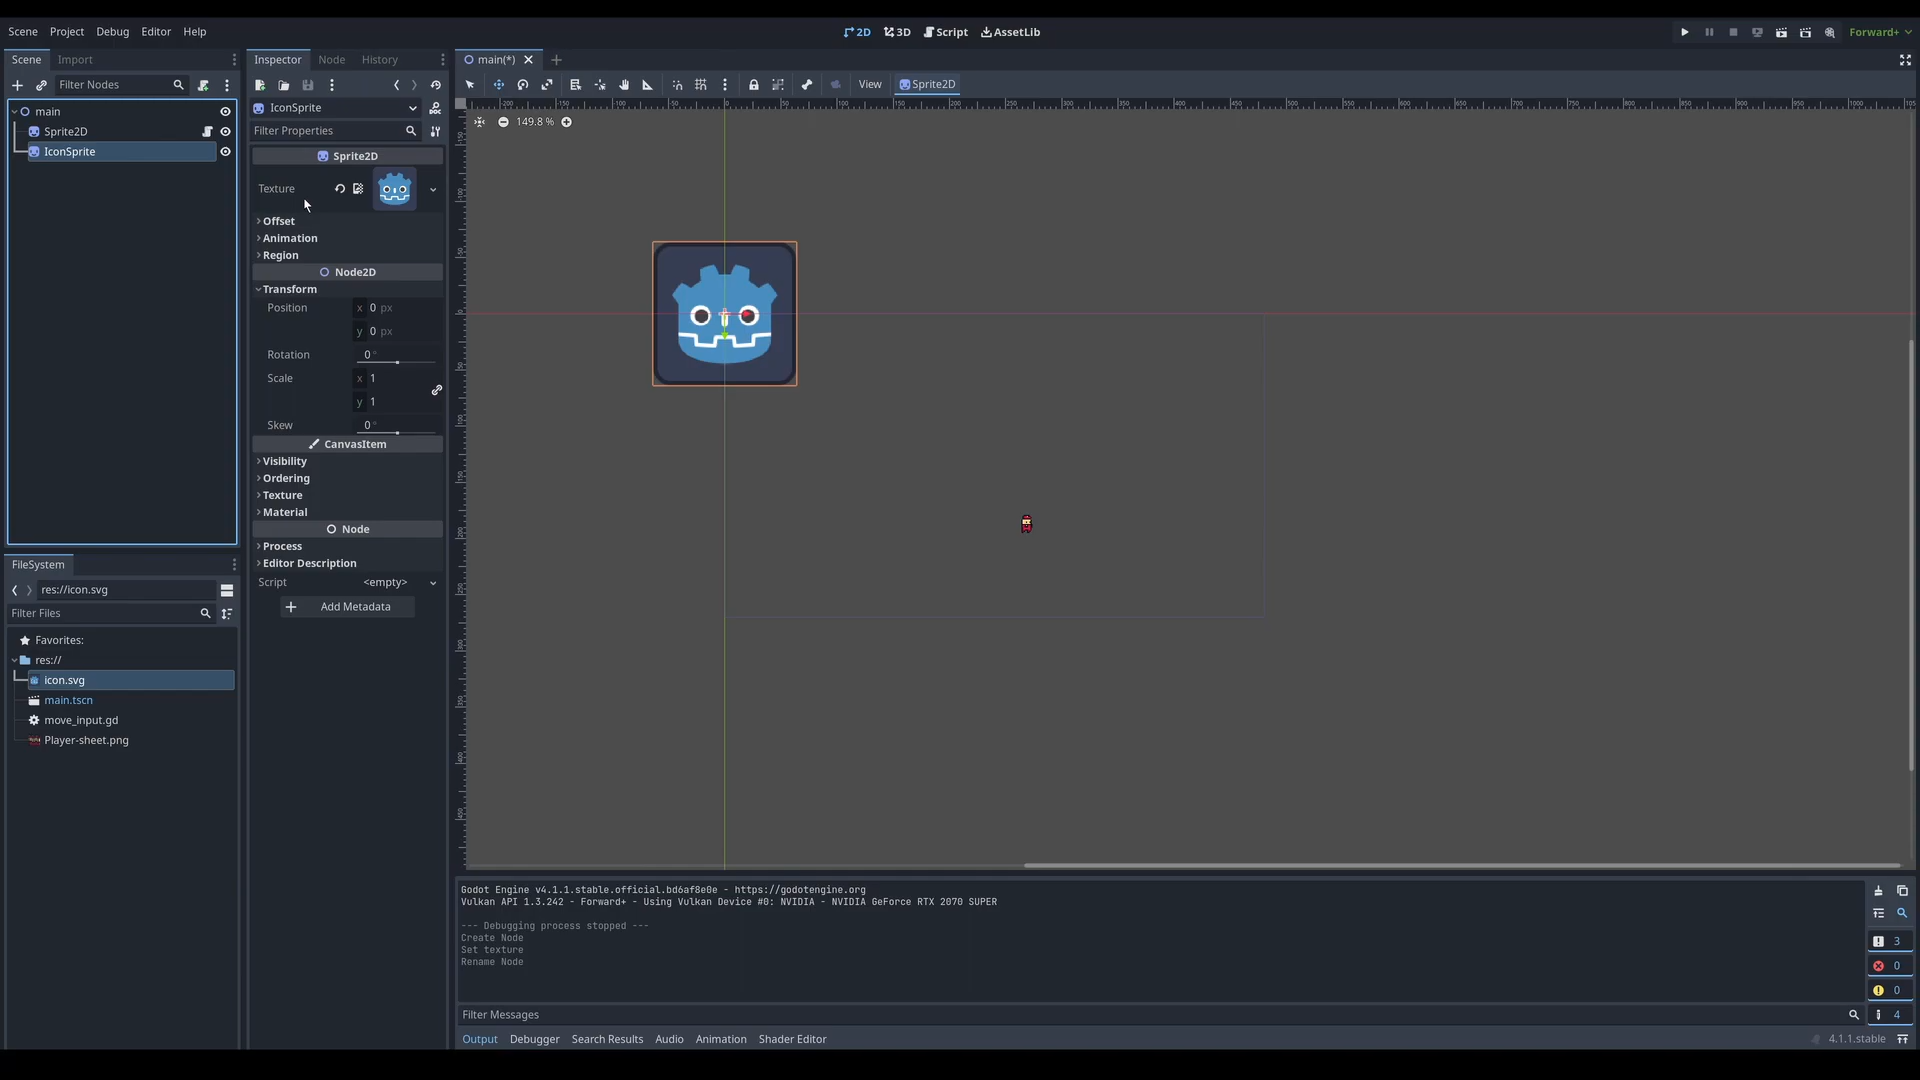 Scene Project Debug Editor Help
2D 3D Script AssetLib
Forward+
Scene Import
Filter Nodes
main
Sprite2D
IconSprite
FileSystem
res://icon.svg
Filter Files
Favorites:
res://
icon.svg
main.tscn
move_input.gd
Player-sheet.png
Inspector Node History
IconSprite
Filter Properties
Sprite2D
Texture
Offset
Animation
Region
Node2D
Transform
Position x 0 px
y 0 px
Rotation 0 °
Scale x 1
y 1
Skew 0 °
CanvasItem
Visibility
Ordering
Texture
Material
Node
Process
Editor Description
Script <empty>
Add Metadata
main(*)
View Sprite2D
149.8 %
Godot Engine v4.1.1.stable.official.bd6af8e0e - https://godotengine.org
Vulkan API 1.3.242 - Forward+ - Using Vulkan Device #0: NVIDIA - NVIDIA GeForce RTX 2070 SUPER
--- Debugging process stopped ---
Create Node
Set texture
Rename Node
3
0
0
4
Filter Messages
Output Debugger Search Results Audio Animation Shader Editor
4.1.1.stable